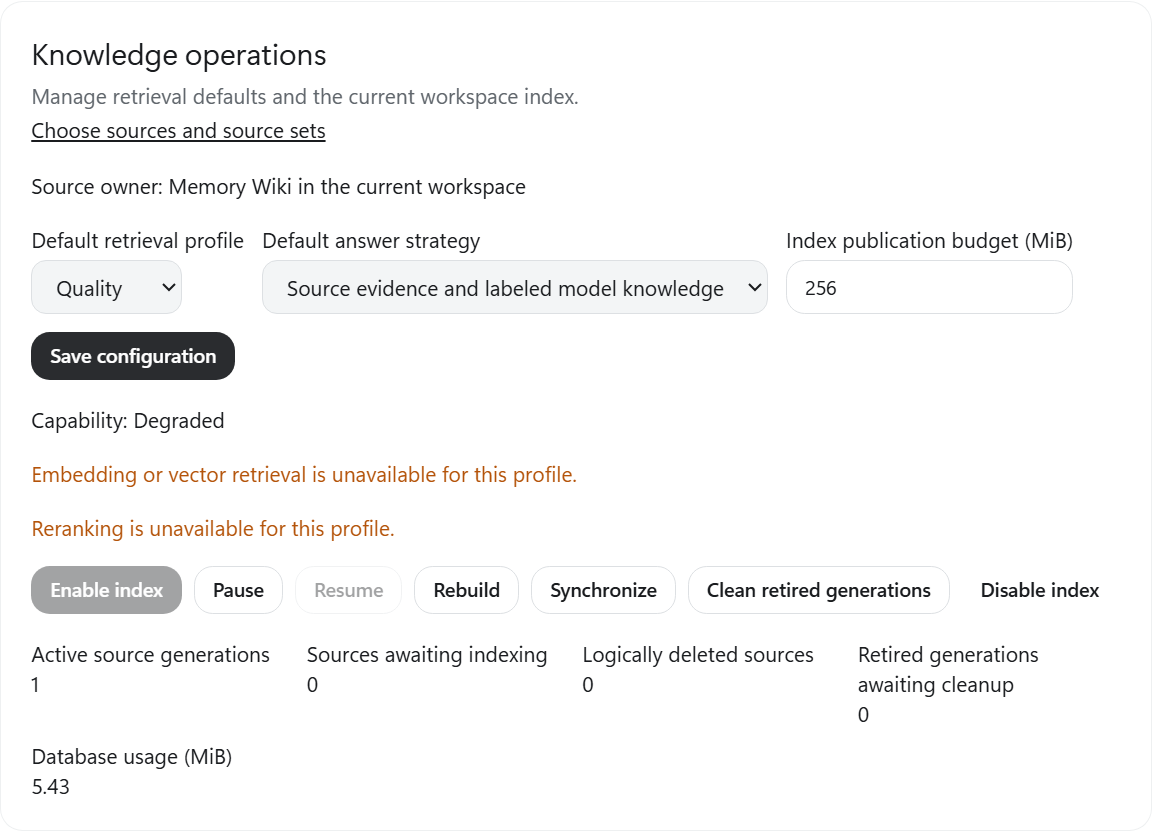 Knowledge operations
Manage retrieval defaults and the current workspace index.
Choose sources and source sets
Source owner: Memory Wiki in the current workspace
Default retrieval profile
Quality
Default answer strategy
Source evidence and labeled model knowledge
Index publication budget (MiB)
256
Save configuration
Capability: Degraded
Embedding or vector retrieval is unavailable for this profile.
Reranking is unavailable for this profile.
Enable index
Pause
Resume
Rebuild
Synchronize
Clean retired generations
Disable index
Active source generations
1
Sources awaiting indexing
0
Logically deleted sources
0
Retired generations
awaiting cleanup
0
Database usage (MiB)
5.43